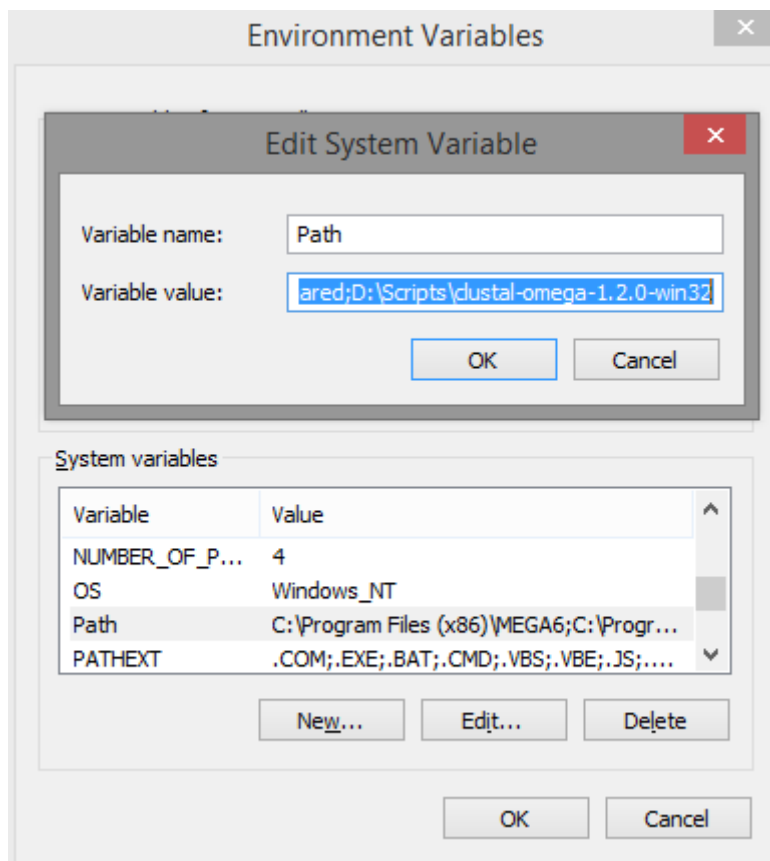 Environment Variables
Edit System Variable
Variable name: Path
Variable value: ared;D:\Scripts\clustal-omega-1.2.0-win32
OK Cancel
System variables
Variable Value
NUMBER_OF_P... 4
OS Windows_NT
Path C:\Program Files (x86)\MEGA6;C:\Progr...
PATHEXT .COM;.EXE;.BAT;.CMD;.VBS;.VBE;.JS;....
New... Edit... Delete
OK Cancel